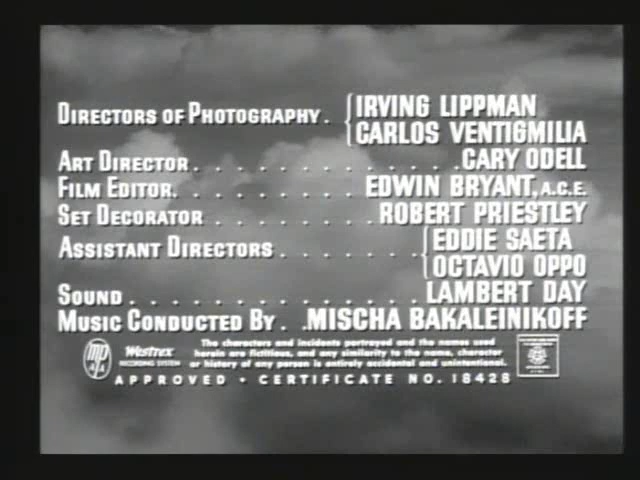 DIRECTORS OF PHOTOGRAPHY. { IRVING LIPPMAN
CARLOS VENTIGMILIA
ART DIRECTOR. . . . . . . . . . . . . . .CARY ODELL
FILM EDITOR. . . . . . . . . . EDWIN BRYANT, A.C.E.
SET DECORATOR . . . . . . . . . ROBERT PRIESTLEY
ASSISTANT DIRECTORS . . . . . . . { EDDIE SAETA
OCTAVIO OPPO
SOUND . . . . . . . . . . . . . . . LAMBERT DAY
MUSIC CONDUCTED BY . .MISCHA BAKALEINIKOFF
MPAA
Westrex
RECORDING SYSTEM
The characters and incidents portrayed and the names used
herein are fictitious, and any similarity to the name, character
or history of any person is entirely accidental and unintentional.
APPROVED • CERTIFICATE NO. 18428